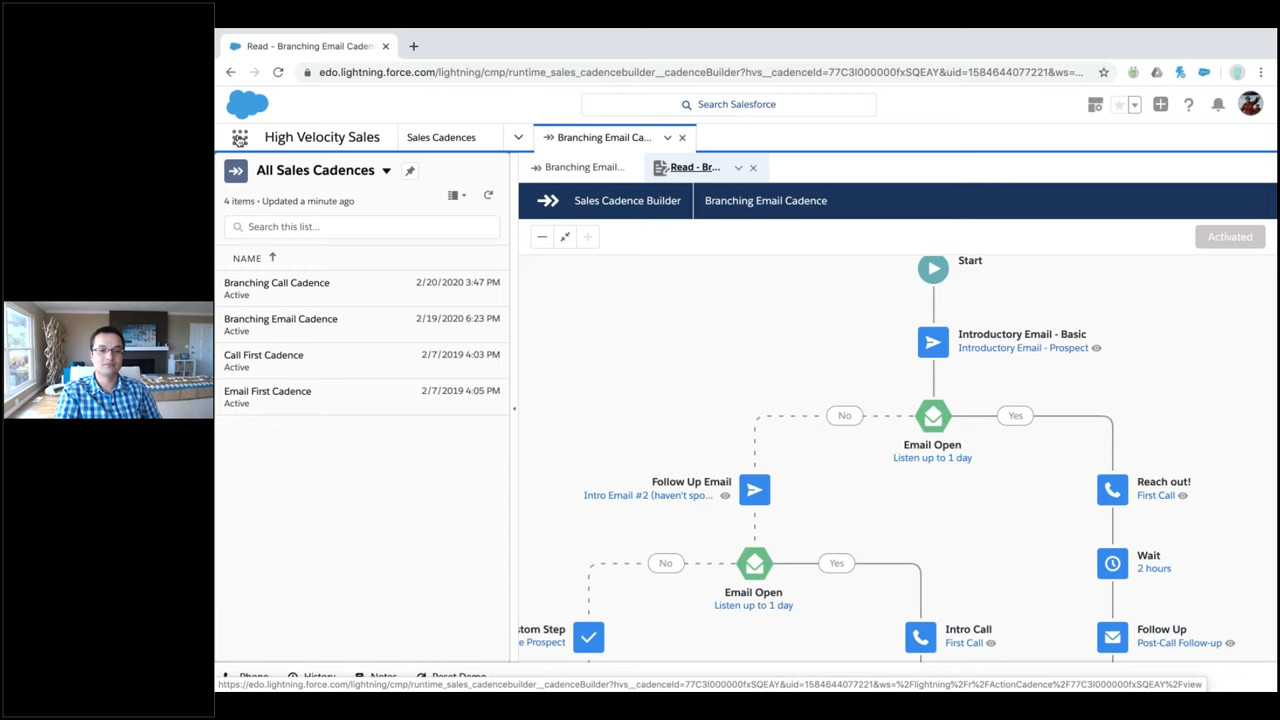 Read - Branching Email Caden
edo.lightning.force.com/lightning/cmp/runtime_sales_cadencebuilder__cadenceBuilder?hvs__cadenceId=77C3I000000fxSQEAY&uid=1584644077221&ws=...
Search Salesforce
High Velocity Sales
Sales Cadences
Branching Email Ca...
All Sales Cadences
Branching Email...
Read - Br...
4 items • Updated a minute ago
Sales Cadence Builder
Branching Email Cadence
Search this list...
Activated
NAME
Start
Branching Call Cadence 2/20/2020 3:47 PM
Active
Branching Email Cadence 2/19/2020 6:23 PM
Active
Call First Cadence 2/7/2019 4:03 PM
Active
Email First Cadence 2/7/2019 4:05 PM
Active
Introductory Email - Basic
Introductory Email - Prospect
No
Yes
Email Open
Listen up to 1 day
Follow Up Email
Intro Email #2 (haven't spo...
Reach out!
First Call
No
Yes
Wait
2 hours
Email Open
Listen up to 1 day
stom Step
e Prospect
Intro Call
First Call
Follow Up
Post-Call Follow-up
Phone
History
Notes
Reset Demo
https://edo.lightning.force.com/lightning/cmp/runtime_sales_cadencebuilder__cadenceBuilder?hvs__cadenceId=77C3I000000fxSQEAY&uid=1584644077221&ws=%2Flightning%2Fr%2FActionCadence%2F77C3I000000fxSQEAY%2Fview